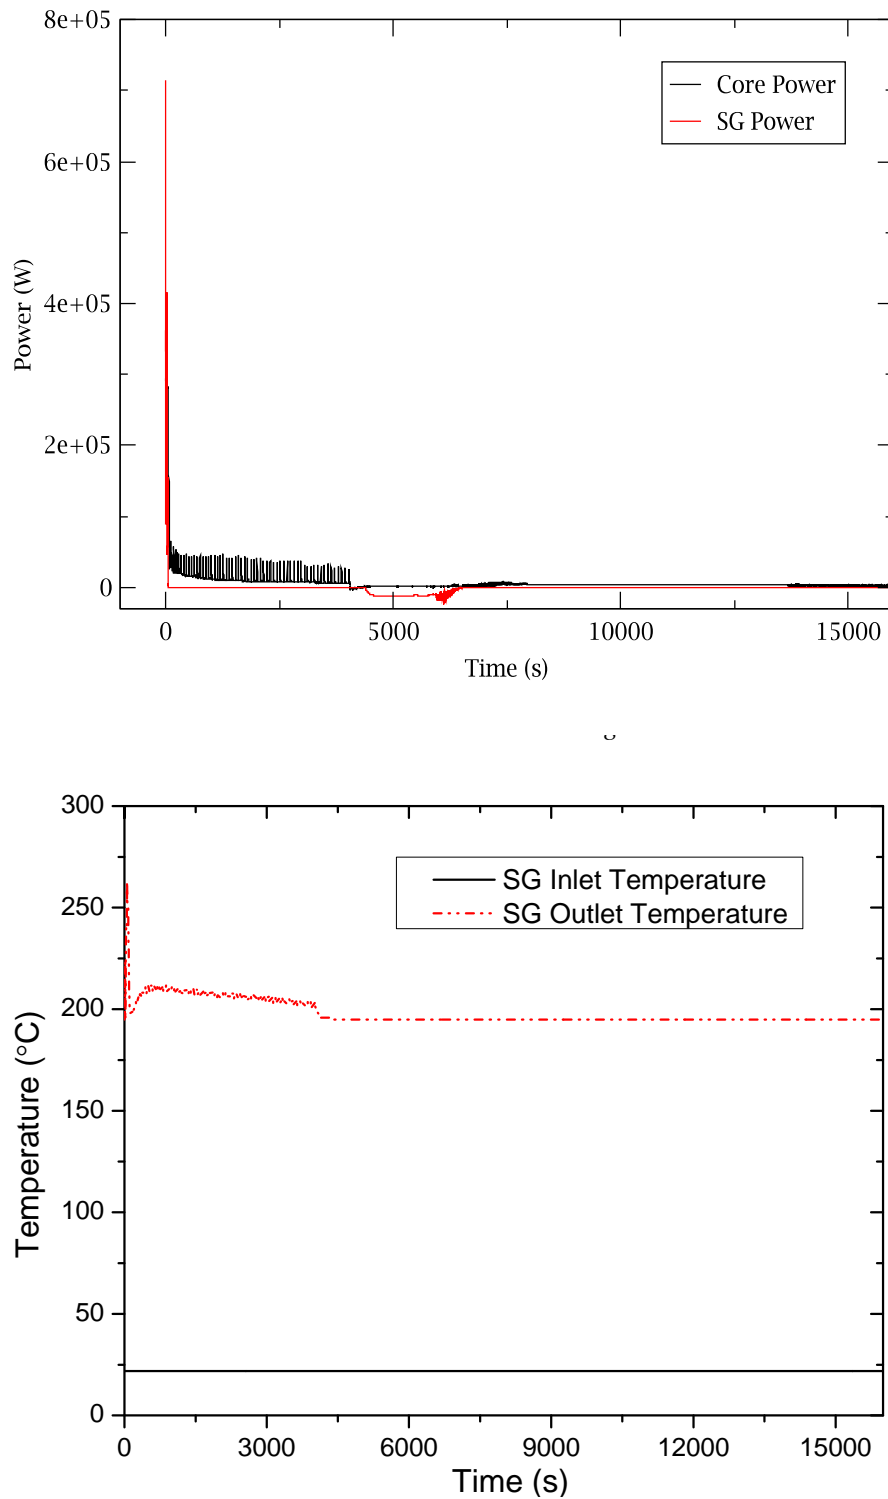 8e+05
Core Power
SG Power
6e+05
4e+05
Power (W)
2e+05
0
0 5000 10000 15000
Time (s)
300
SG Inlet Temperature
SG Outlet Temperature
250
200
150
Temperature (°C)
100
50
0
0 3000 6000 9000 12000 15000
Time (s)